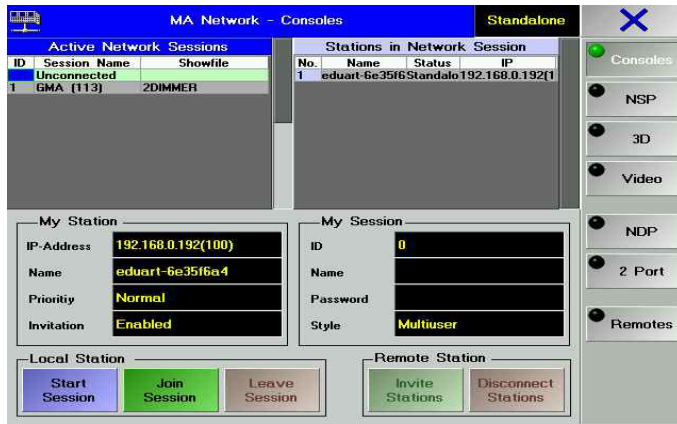 MA Network - Consoles
Standalone
Active Network Sessions
ID Session Name Showfile
Unconnected
1 GMA (113) 2DIMMER
Stations in Network Session
No. Name Status IP
1 eduart-6e35f6 Standalo 192.168.0.192(1
Consoles
NSP
3D
Video
NDP
2 Port
Remotes
My Station
IP-Address 192.168.0.192(100)
Name eduart-6e35f6a4
Prioritiy Normal
Invitation Enabled
My Session
ID 0
Name
Password
Style Multiuser
Local Station
Start Session
Join Session
Leave Session
Remote Station
Invite Stations
Disconnect Stations